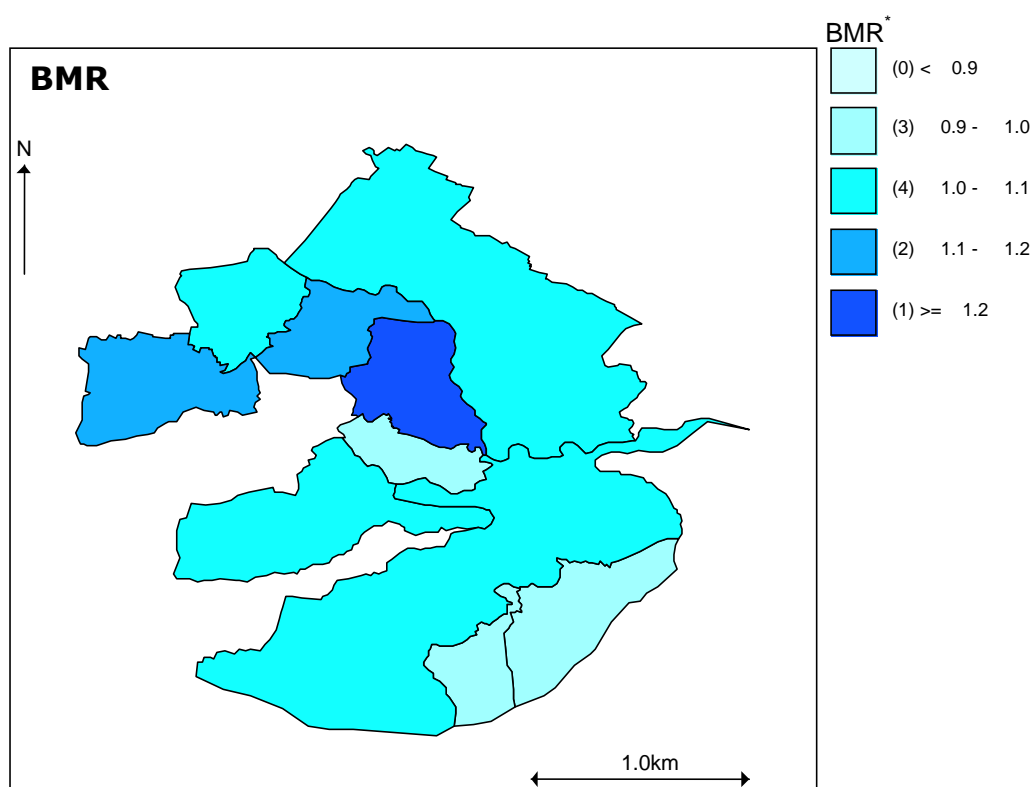 BMR*
BMR
(0) < 0.9
(3) 0.9 - 1.0
N
(4) 1.0 - 1.1
(2) 1.1 - 1.2
(1) >= 1.2
1.0km